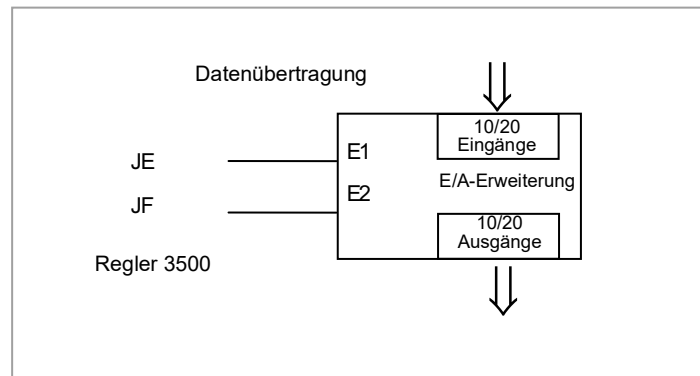 Datenübertragung
10/20
Eingänge
JE
E1
E/A-Erweiterung
JF
E2
10/20
Ausgänge
Regler 3500